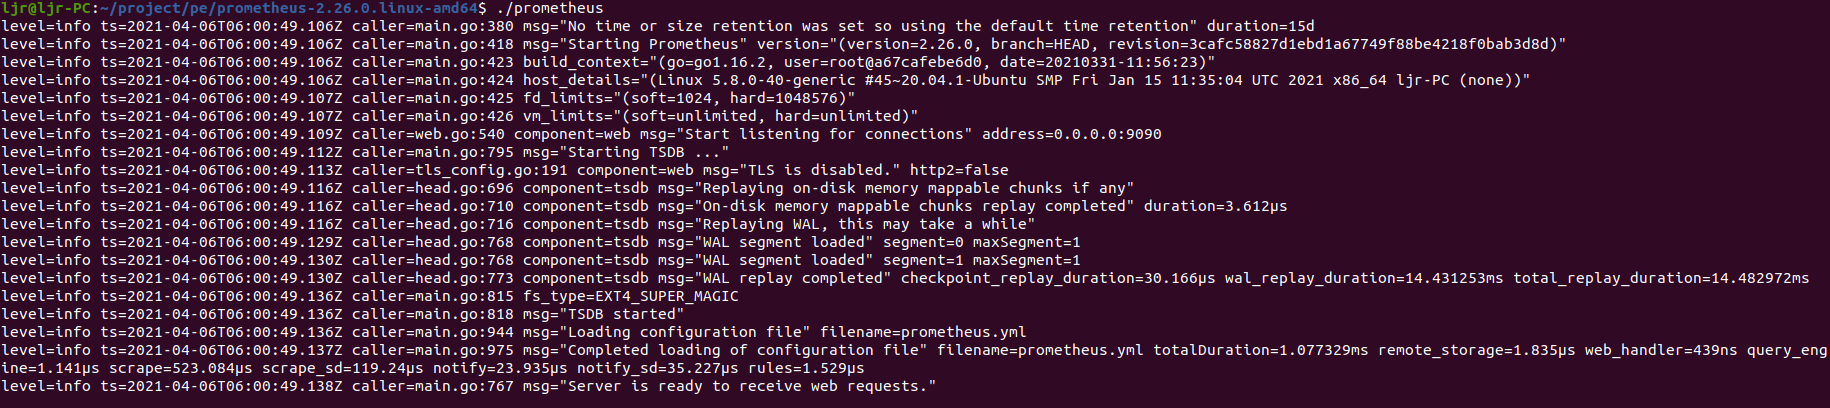 ljr@ljr-PC:~/project/pe/prometheus-2.26.0.linux-amd64$ ./prometheus
level=info ts=2021-04-06T06:00:49.106Z caller=main.go:380 msg="No time or size retention was set so using the default time retention" duration=15d
level=info ts=2021-04-06T06:00:49.106Z caller=main.go:418 msg="Starting Prometheus" version="(version=2.26.0, branch=HEAD, revision=3cafc58827d1ebd1a67749f88be4218f0bab3d8d)"
level=info ts=2021-04-06T06:00:49.106Z caller=main.go:423 build_context="(go=go1.16.2, user=root@a67cafebe6d0, date=20210331-11:56:23)"
level=info ts=2021-04-06T06:00:49.106Z caller=main.go:424 host_details="(Linux 5.8.0-40-generic #45~20.04.1-Ubuntu SMP Fri Jan 15 11:35:04 UTC 2021 x86_64 ljr-PC (none))"
level=info ts=2021-04-06T06:00:49.107Z caller=main.go:425 fd_limits="(soft=1024, hard=1048576)"
level=info ts=2021-04-06T06:00:49.107Z caller=main.go:426 vm_limits="(soft=unlimited, hard=unlimited)"
level=info ts=2021-04-06T06:00:49.109Z caller=web.go:540 component=web msg="Start listening for connections" address=0.0.0.0:9090
level=info ts=2021-04-06T06:00:49.112Z caller=main.go:795 msg="Starting TSDB ..."
level=info ts=2021-04-06T06:00:49.113Z caller=tls_config.go:191 component=web msg="TLS is disabled." http2=false
level=info ts=2021-04-06T06:00:49.116Z caller=head.go:696 component=tsdb msg="Replaying on-disk memory mappable chunks if any"
level=info ts=2021-04-06T06:00:49.116Z caller=head.go:710 component=tsdb msg="On-disk memory mappable chunks replay completed" duration=3.612µs
level=info ts=2021-04-06T06:00:49.116Z caller=head.go:716 component=tsdb msg="Replaying WAL, this may take a while"
level=info ts=2021-04-06T06:00:49.129Z caller=head.go:768 component=tsdb msg="WAL segment loaded" segment=0 maxSegment=1
level=info ts=2021-04-06T06:00:49.130Z caller=head.go:768 component=tsdb msg="WAL segment loaded" segment=1 maxSegment=1
level=info ts=2021-04-06T06:00:49.130Z caller=head.go:773 component=tsdb msg="WAL replay completed" checkpoint_replay_duration=30.166µs wal_replay_duration=14.431253ms total_replay_duration=14.482972ms
level=info ts=2021-04-06T06:00:49.136Z caller=main.go:815 fs_type=EXT4_SUPER_MAGIC
level=info ts=2021-04-06T06:00:49.136Z caller=main.go:818 msg="TSDB started"
level=info ts=2021-04-06T06:00:49.136Z caller=main.go:944 msg="Loading configuration file" filename=prometheus.yml
level=info ts=2021-04-06T06:00:49.137Z caller=main.go:975 msg="Completed loading of configuration file" filename=prometheus.yml totalDuration=1.077329ms remote_storage=1.835µs web_handler=439ns query_eng
ine=1.141µs scrape=523.084µs scrape_sd=119.24µs notify=23.935µs notify_sd=35.227µs rules=1.529µs
level=info ts=2021-04-06T06:00:49.138Z caller=main.go:767 msg="Server is ready to receive web requests."